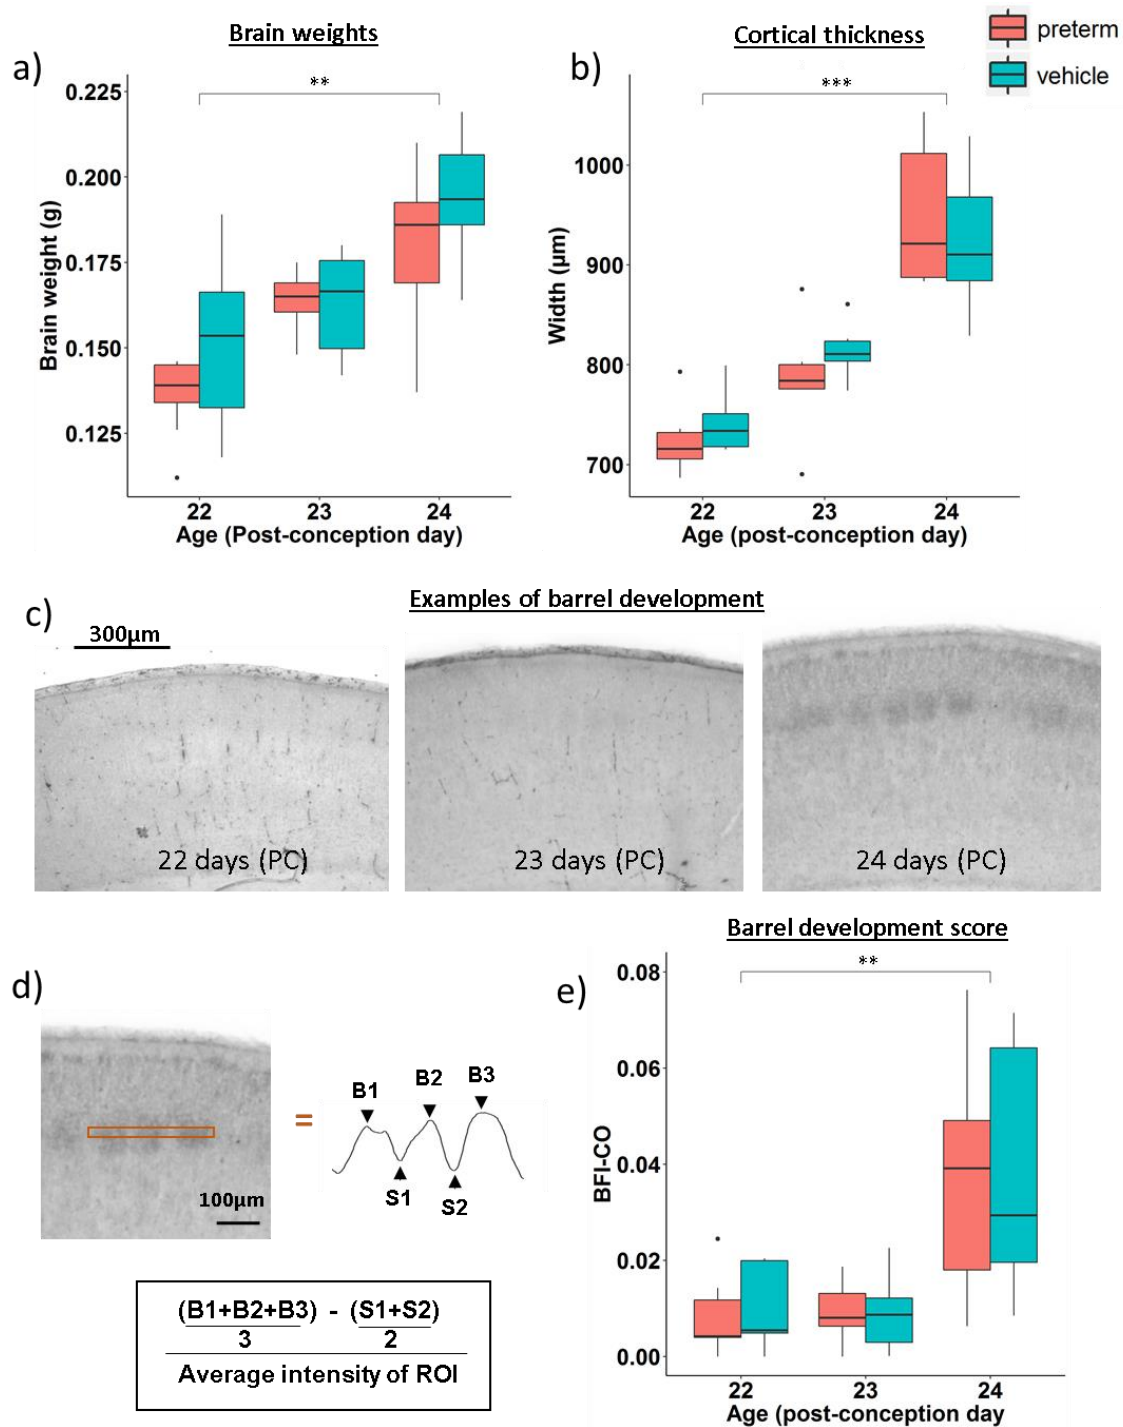 Brain weights
Cortical thickness
preterm
vehicle
a)
b)
**
***
0.225
0.200
0.175
0.150
0.125
Brain weight (g)
22 23 24
Age (Post-conception day)
1000
900
800
700
Width (µm)
22 23 24
Age (post-conception day)
c)
Examples of barrel development
300µm
22 days (PC)
23 days (PC)
24 days (PC)
d)
100µm
=
B1 B2 B3
S1 S2
(B1+B2+B3) - (S1+S2)
3 2
Average intensity of ROI
Barrel development score
e)
**
0.08
0.06
0.04
0.02
0.00
BFI-CO
22 23 24
Age (post-conception day